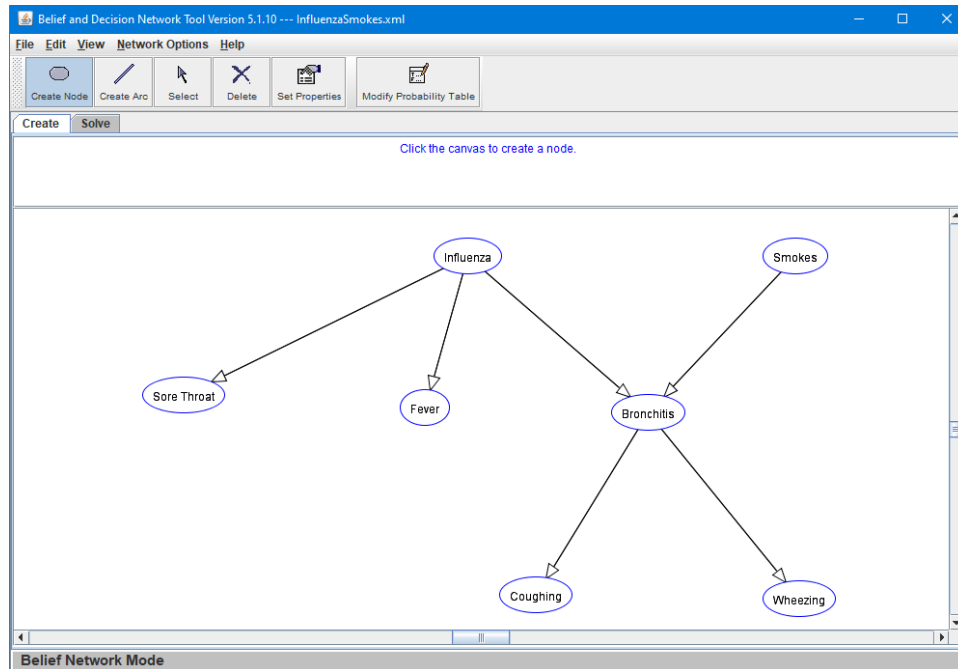 Belief and Decision Network Tool Version 5.1.10 --- InfluenzaSmokes.xml
File Edit View Network Options Help
Create Node Create Arc Select Delete Set Properties Modify Probability Table
Create Solve
Click the canvas to create a node.
Influenza Smokes
Sore Throat Fever Bronchitis
Coughing Wheezing
Belief Network Mode